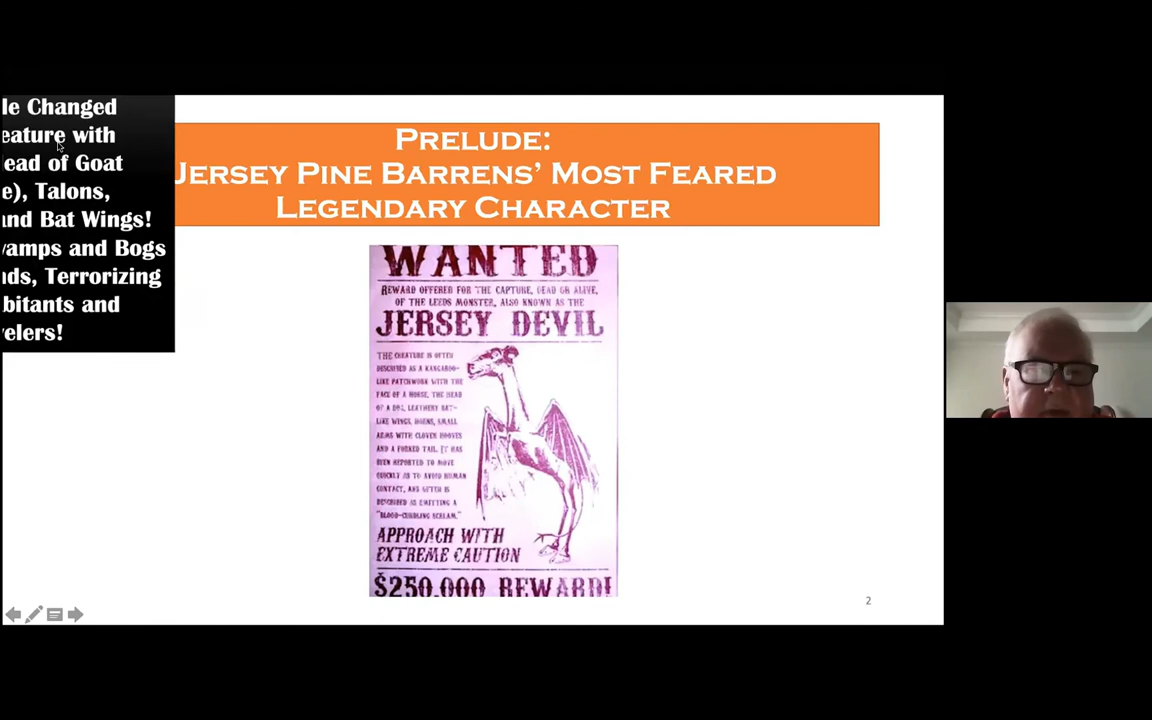 le Changed
eature with
ead of Goat
e), Talons,
nd Bat Wings!
amps and Bogs
nds, Terrorizing
bitants and
elers!
PRELUDE:
JERSEY PINE BARRENS' MOST FEARED
LEGENDARY CHARACTER
WANTED
REWARD OFFERED FOR THE CAPTURE, DEAD OR ALIVE,
OF THE LEEDS MONSTER, ALSO KNOWN AS THE
JERSEY DEVIL
THE CREATURE IS OFTEN
DESCRIBED AS A KANGAROO-
LIKE PATCHWORK WITH THE
FACE OF A HORSE, THE HEAD
OF A DOG, LEATHERY BAT-
LIKE WINGS, HORNS, SMALL
ARMS WITH CLOVEN HOOVES
AND A FORKED TAIL. IT HAS
BEEN REPORTED TO MOVE
QUICKLY AS TO AVOID HUMAN
CONTACT, AND OFTEN IS
DESCRIBED AS EMITTING A
"BLOOD-CURDLING SCREAM."
APPROACH WITH
EXTREME CAUTION
$250,000 REWARD!
2